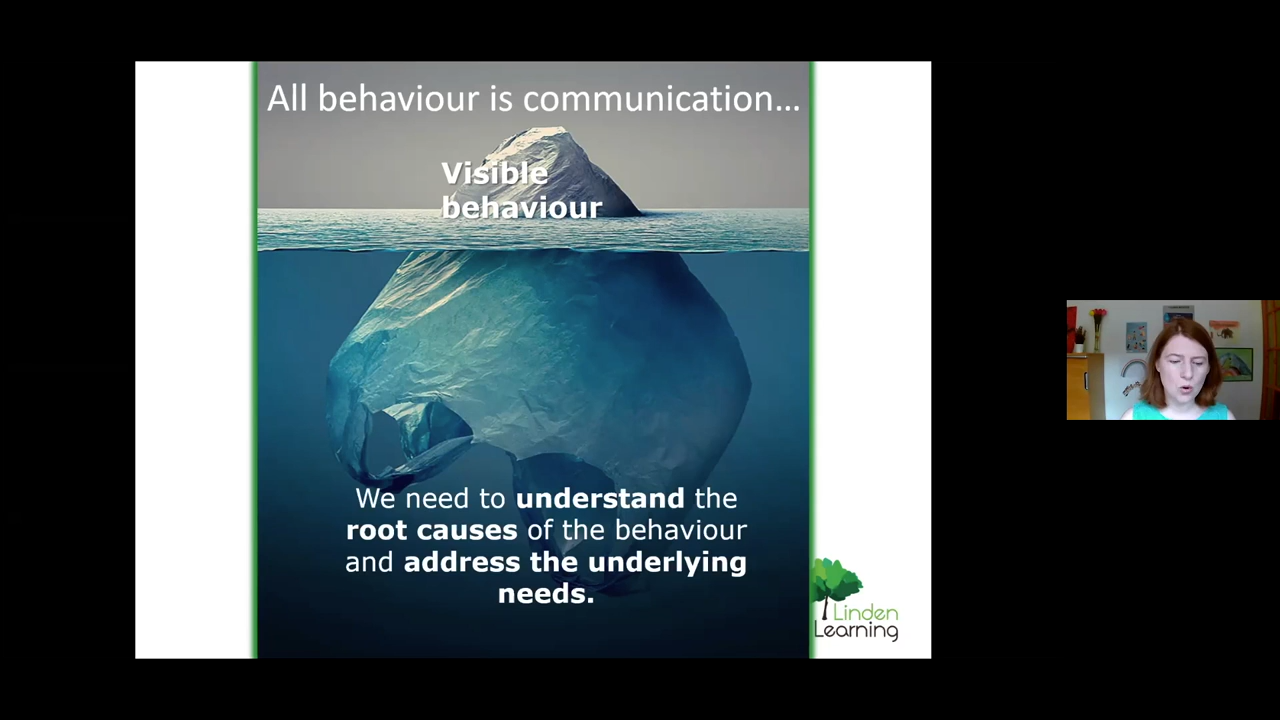 All behaviour is communication...
Visible
behaviour
We need to understand the
root causes of the behaviour
and address the underlying
needs.
Linden
Learning